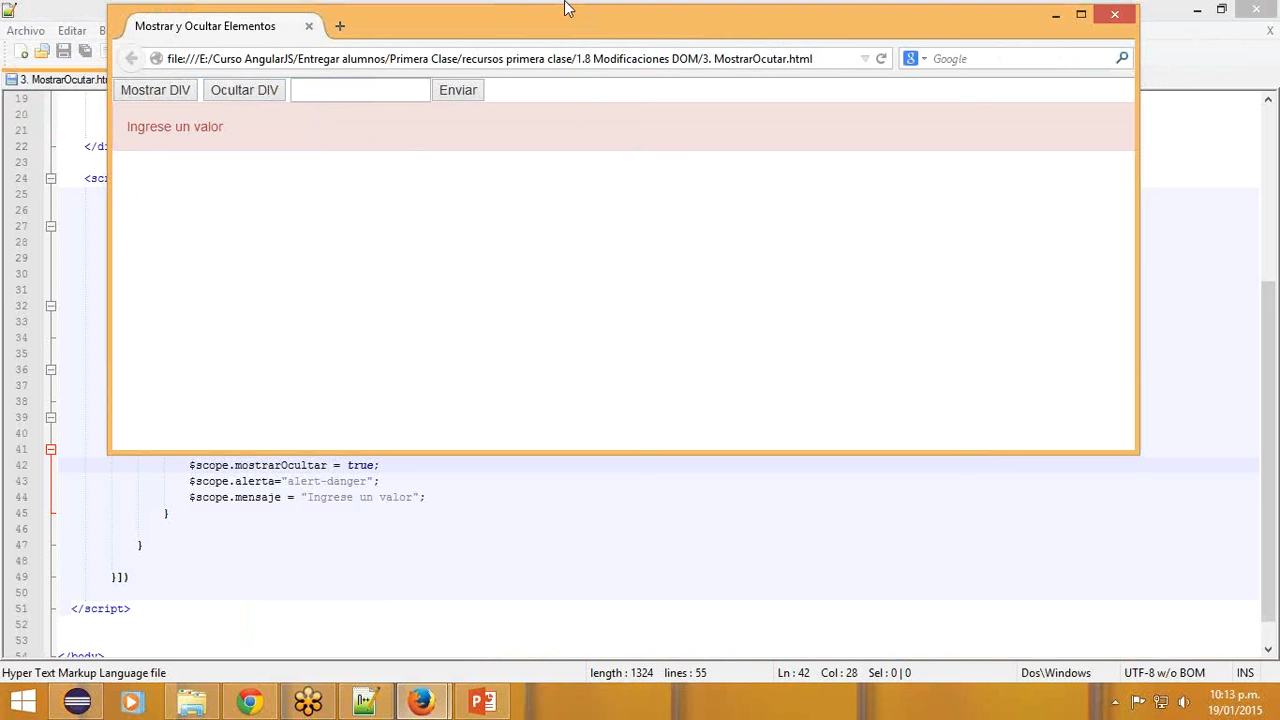 Mostrar y Ocultar Elementos
Archivo Editar B
file:///E:/Curso AngularJS/Entregar alumnos/Primera Clase/recursos primera clase/1.8 Modificaciones DOM/3. MostrarOcutar.html
Google
3. MostrarOcutar.htm
Mostrar DIV Ocultar DIV Enviar
Ingrese un valor
19
20
21
22 </di
23
24 <scr
25
26
27
28
29
30
31
32
33
34
35
36
37
38
39
40
41
42 $scope.mostrarOcultar = true;
43 $scope.alerta="alert-danger";
44 $scope.mensaje = "Ingrese un valor";
45 }
46
47 }
48
49 }])
50
51 </script>
52
53
54 </body>
Hyper Text Markup Language file length : 1324 lines : 55 Ln : 42 Col : 28 Sel : 0 | 0 Dos\Windows UTF-8 w/o BOM INS
10:13 p.m.
19/01/2015